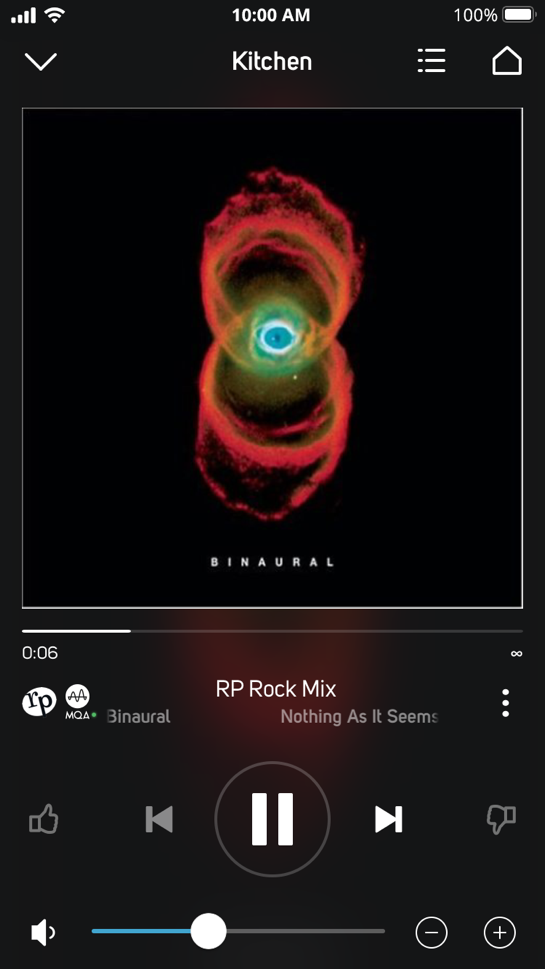 10:00 AM 100%
Kitchen
BINAURAL
0:06 ∞
RP Rock Mix
rp MQA Binaural Nothing As It Seems